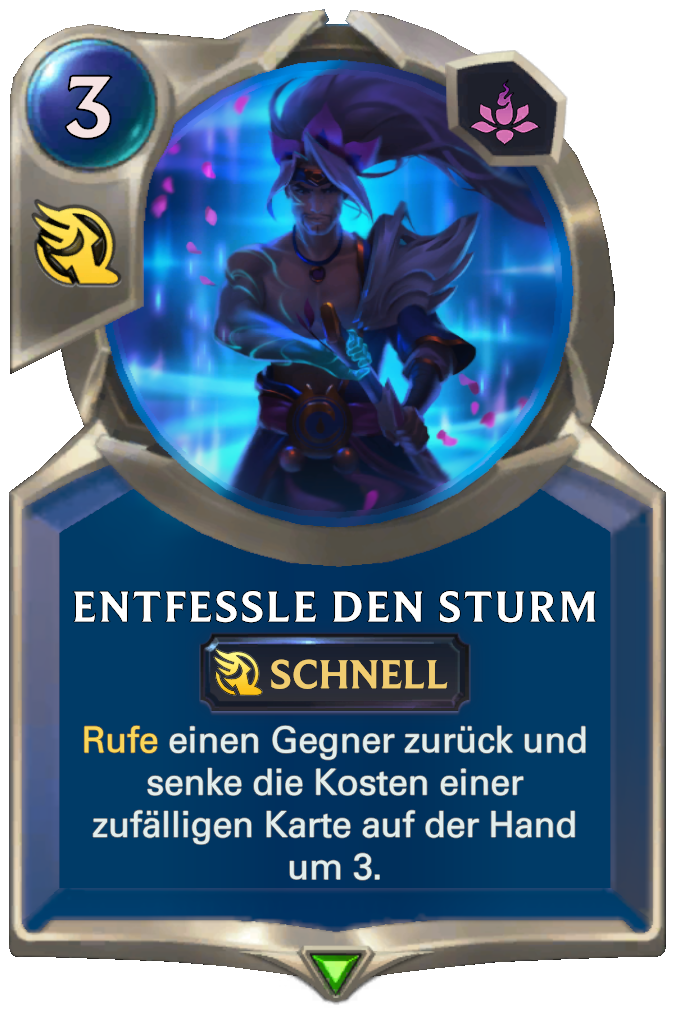 3
ENTFESSLE DEN STURM
SCHNELL
Rufe einen Gegner zurück und
senke die Kosten einer
zufälligen Karte auf der Hand
um 3.